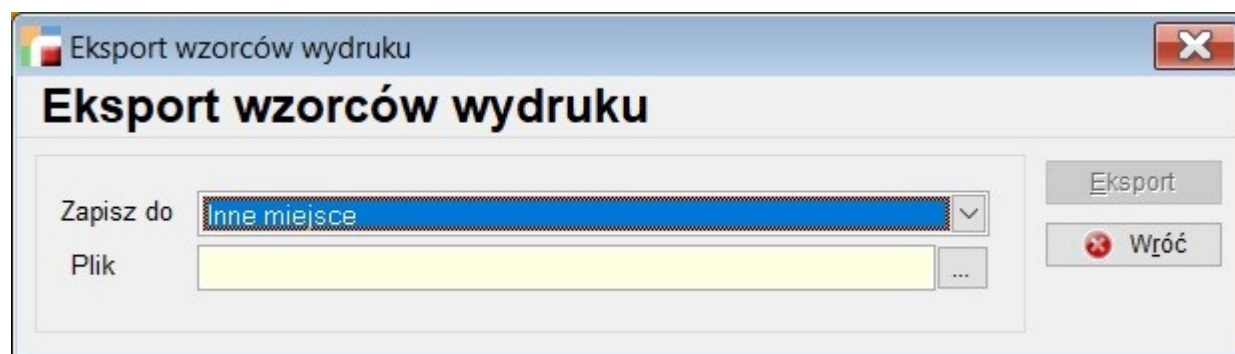 Eksport wzorców wydruku
Eksport wzorców wydruku
Zapisz do Inne miejsce
Plik ...
Eksport
Wróć